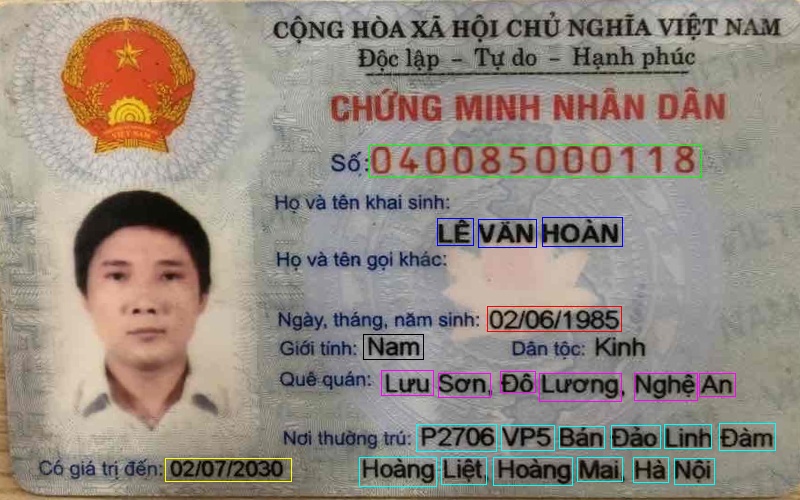 CỘNG HÒA XÃ HỘI CHỦ NGHĨA VIỆT NAM
Độc lập - Tự do - Hạnh phúc
CHỨNG MINH NHÂN DÂN
Số: 040085000118
Họ và tên khai sinh:
LÊ VĂN HOÀN
Họ và tên gọi khác:
Ngày, tháng, năm sinh: 02/06/1985
Giới tính: Nam Dân tộc: Kinh
Quê quán: Lưu Sơn, Đô Lương, Nghệ An
Nơi thường trú: P2706 VP5 Bán Đảo Linh Đàm
Hoàng Liệt, Hoàng Mai, Hà Nội
Có giá trị đến: 02/07/2030
VIỆT NAM